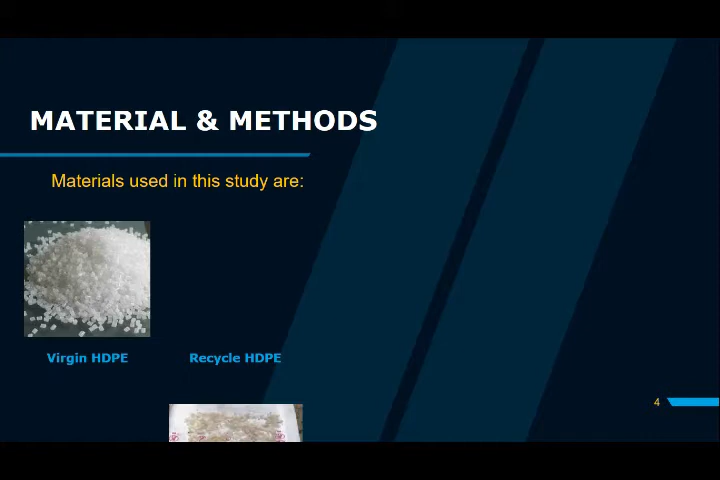 MATERIAL & METHODS
Materials used in this study are:
Virgin HDPE
Recycle HDPE
4